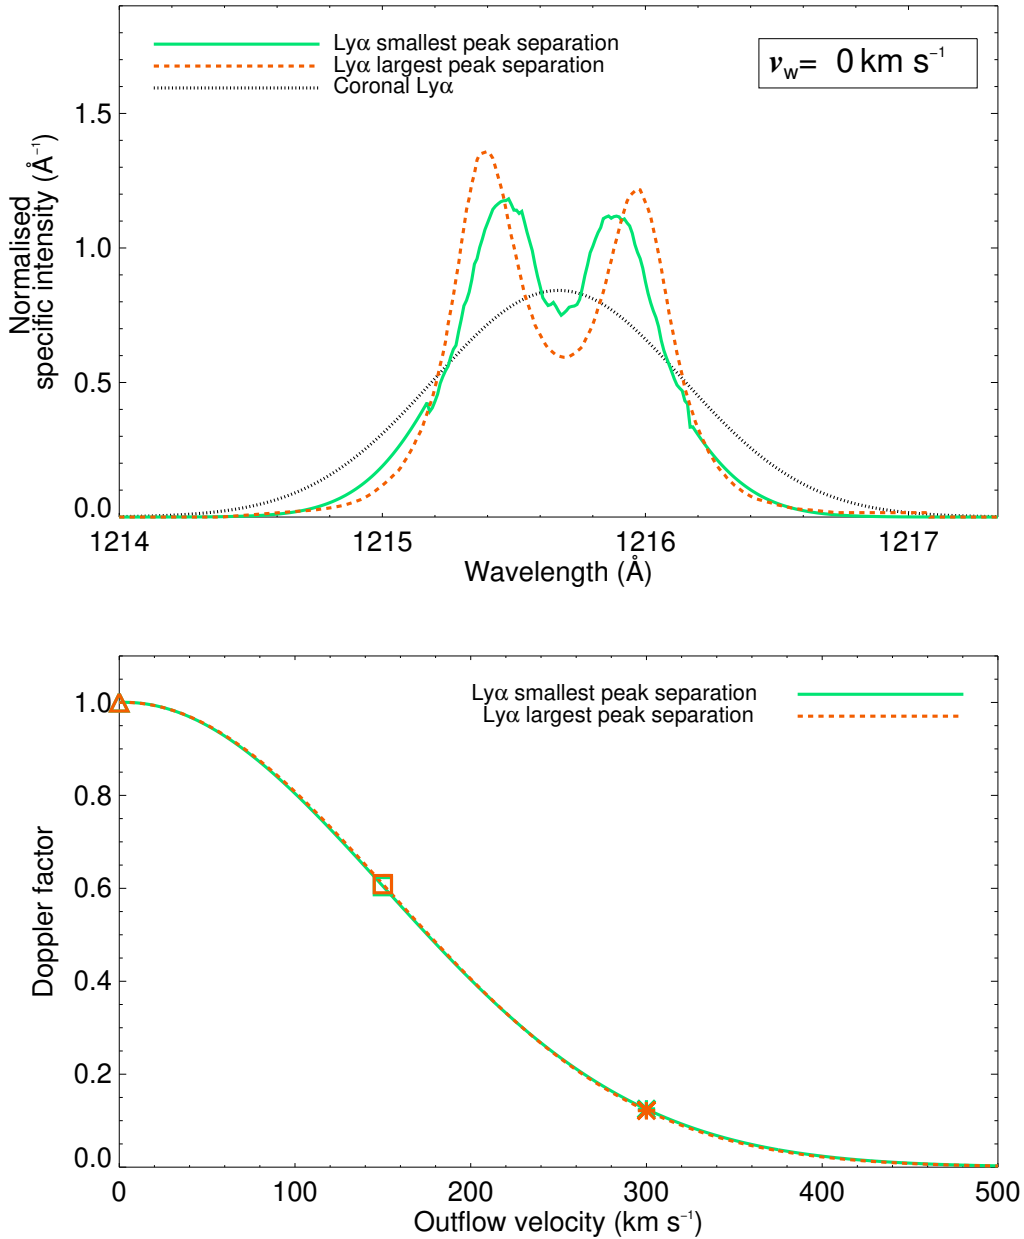 Lyα smallest peak separation
Lyα largest peak separation
Coronal Lyα
v_w= 0 km s⁻¹
1.5
1.0
0.5
0.0
Normalised
specific intensity (Å⁻¹)
1214 1215 1216 1217
Wavelength (Å)
Lyα smallest peak separation
Lyα largest peak separation
1.0
0.8
0.6
0.4
0.2
0.0
Doppler factor
0 100 200 300 400 500
Outflow velocity (km s⁻¹)